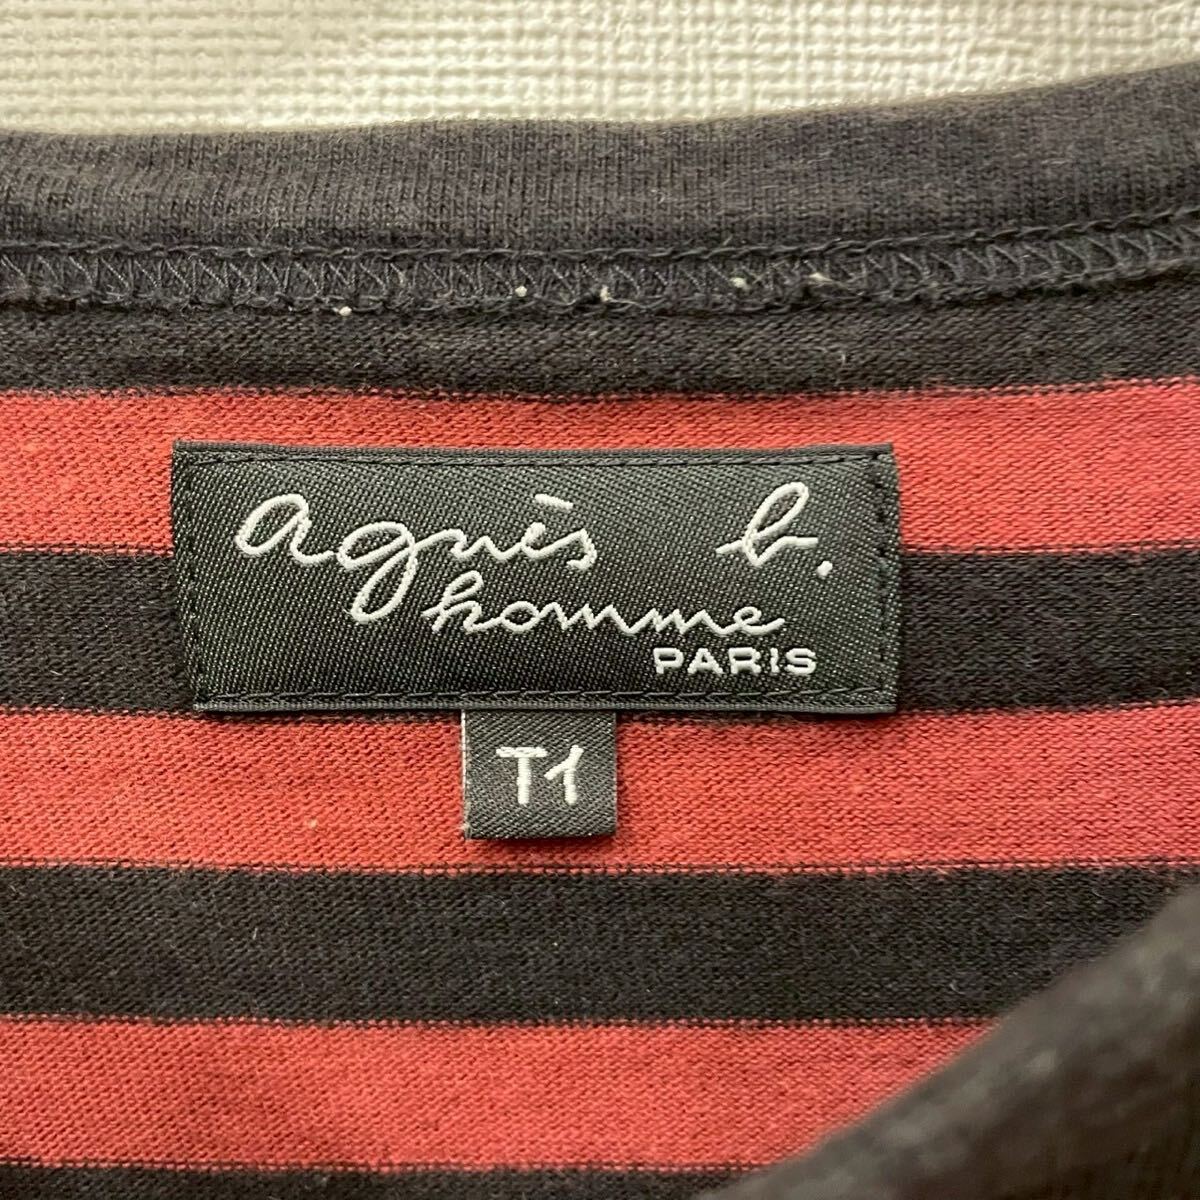 agnès b.
homme
PARIS
T1